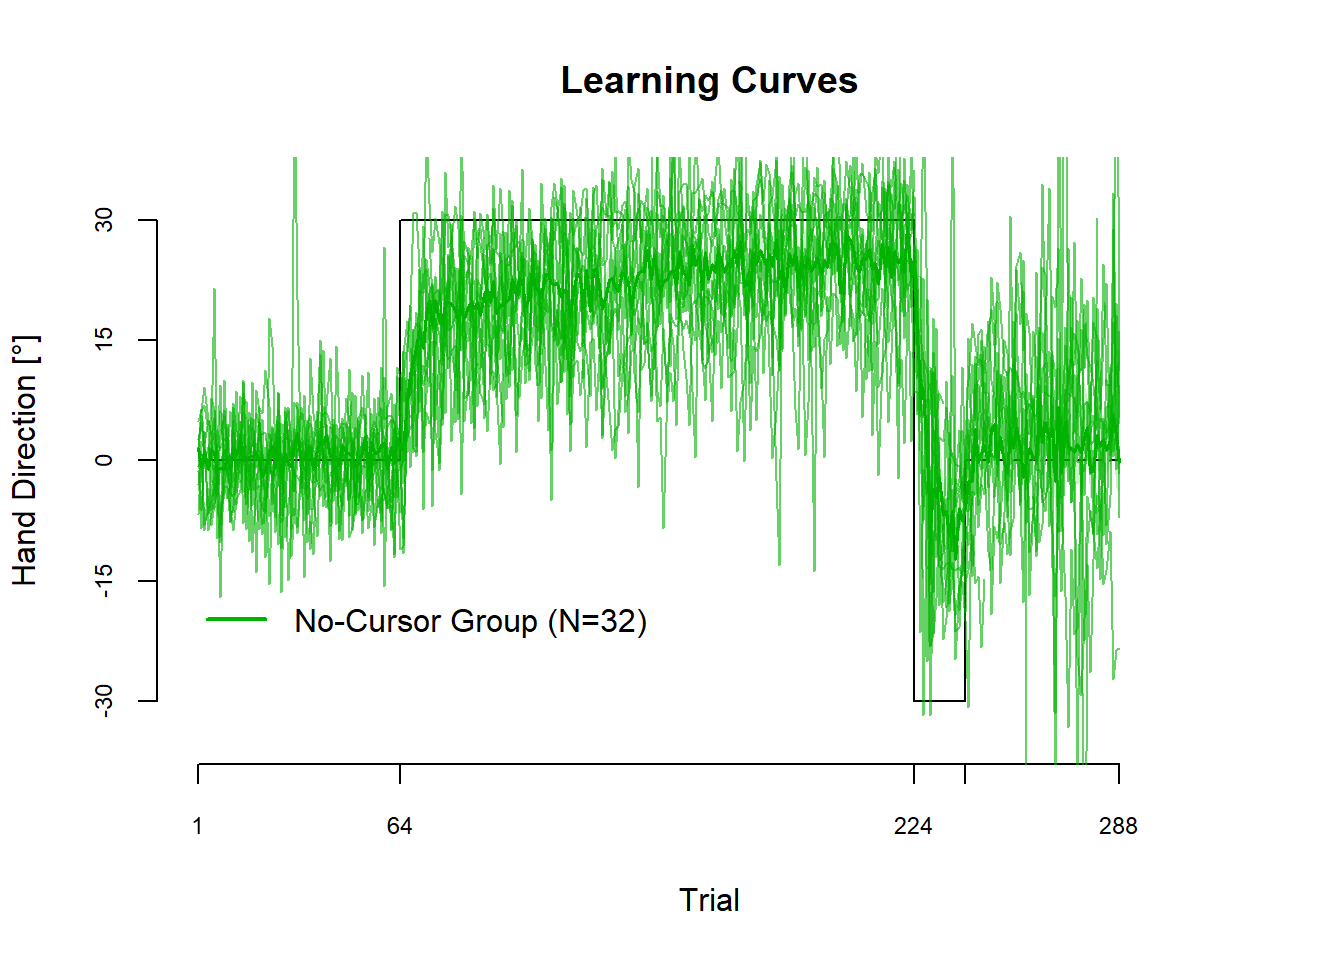 Learning Curves
Hand Direction [°]
30
15
0
-15
-30
No-Cursor Group (N=32)
1 64 224 288
Trial